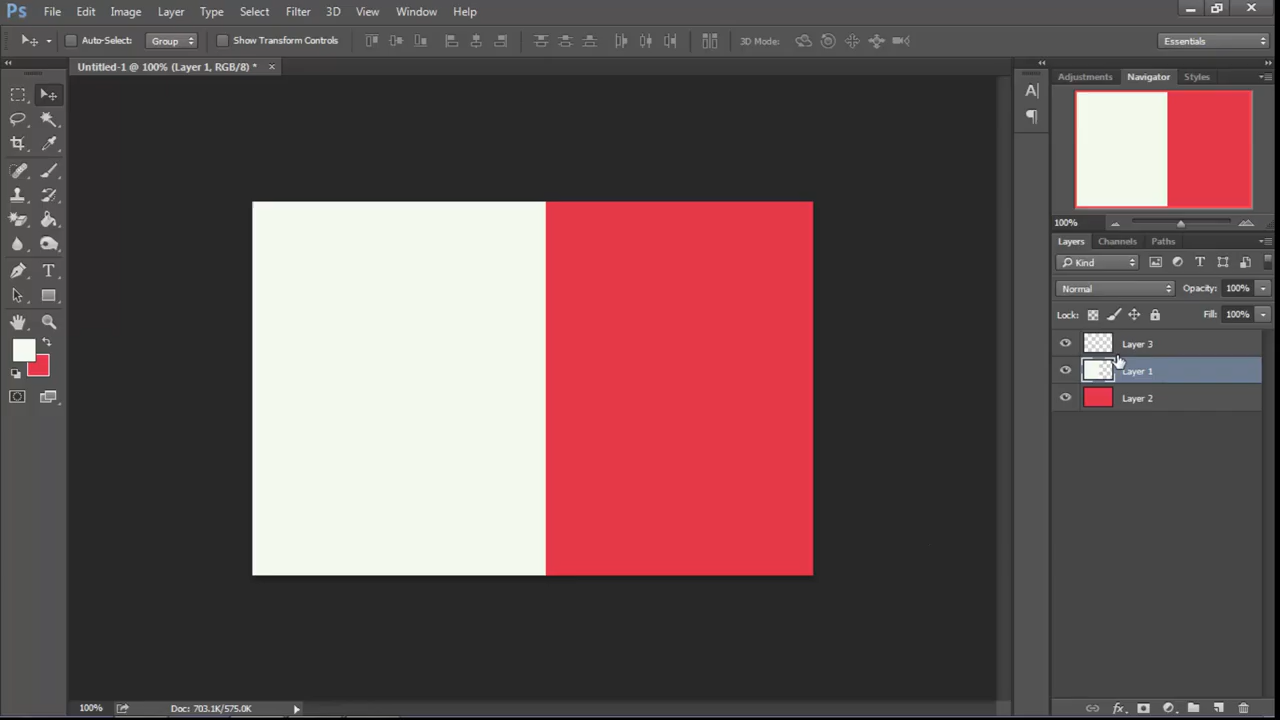 Ps File Edit Image Layer Type Select Filter 3D View Window Help
Auto-Select: Group Show Transform Controls 3D Mode: Essentials
Untitled-1 @ 100% (Layer 1, RGB/8) * ×
Adjustments Navigator Styles
100%
Layers Channels Paths
Kind
Normal Opacity: 100%
Lock: Fill: 100%
Layer 3
Layer 1
Layer 2
100% Doc: 703.1K/575.0K